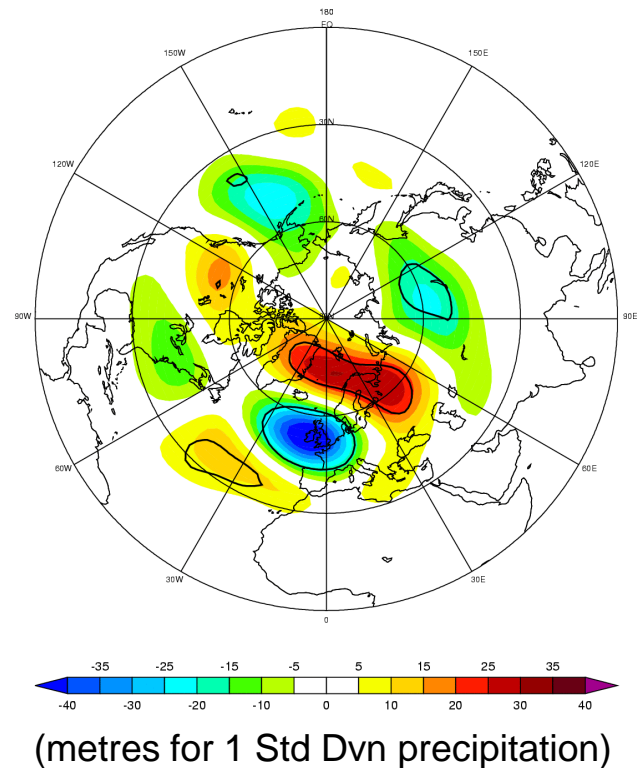 180
EQ
150W 150E
30N
120W 120E
60N
90W 90E
60W 60E
30W 30E
0
-35 -25 -15 -5 5 15 25 35
-40 -30 -20 -10 0 10 20 30 40
(metres for 1 Std Dvn precipitation)